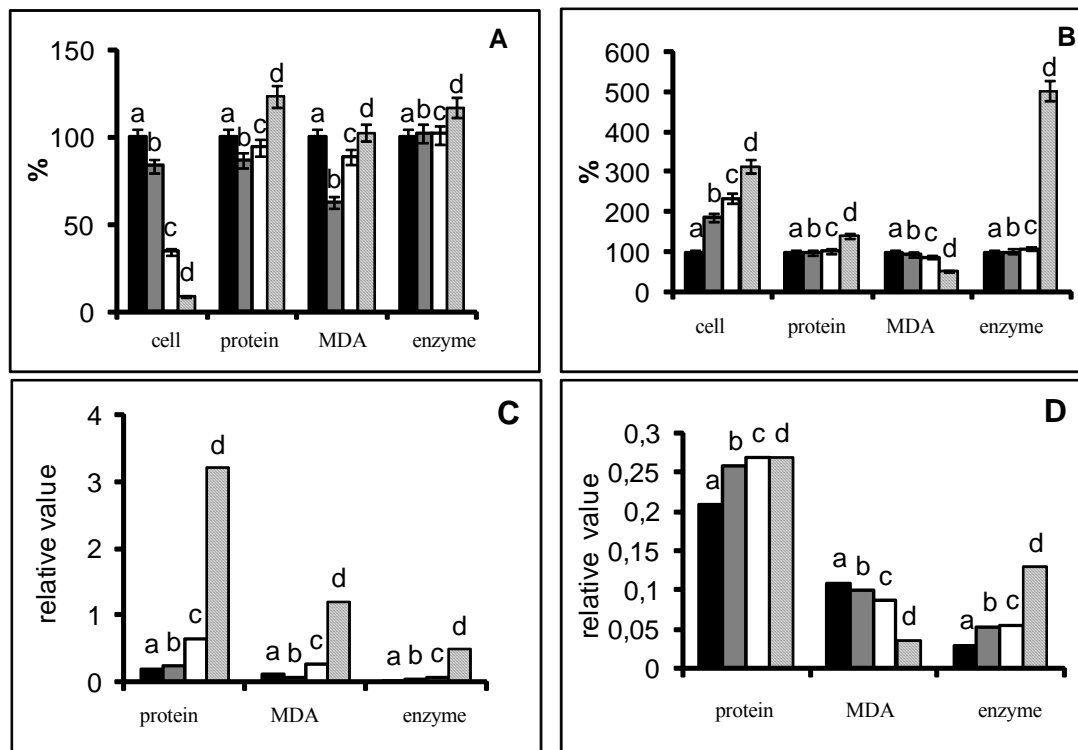 A
150
100
50
0
%
a b c d
a b c d
a b c d
a b c d
cell protein MDA enzyme
B
600
500
400
300
200
100
0
%
a b c d
a b c d
a b c d
a b c d
cell protein MDA enzyme
C
4
3
2
1
0
relative value
a b c d
a b c d
a b c d
protein MDA enzyme
D
0,3
0,25
0,2
0,15
0,1
0,05
0
relative value
a b c d
a b c d
a b c d
protein MDA enzyme